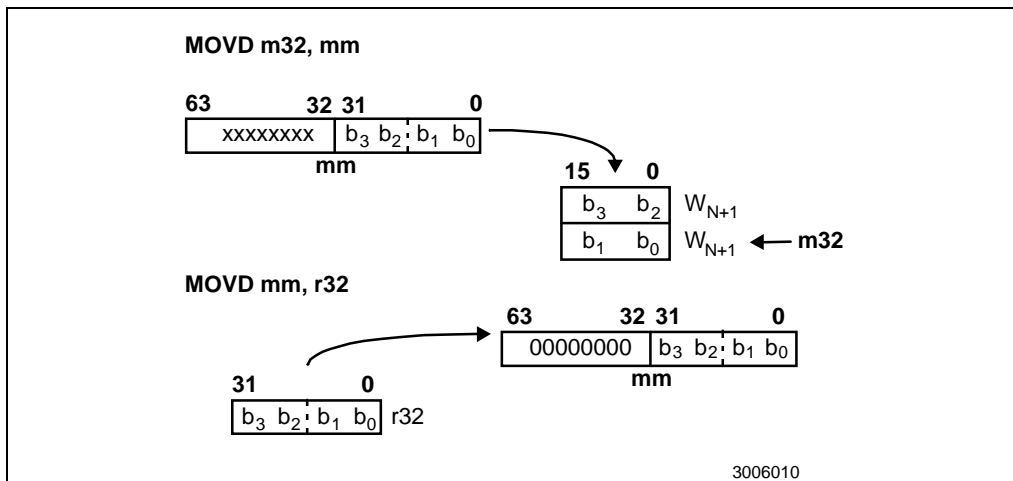 MOVD m32, mm
63 32 31 0
xxxxxxxx b3 b2 b1 b0
mm
15 0
b3 b2 WN+1
b1 b0 WN+1 m32
MOVD mm, r32
63 32 31 0
00000000 b3 b2 b1 b0
mm
31 0
b3 b2 b1 b0 r32
3006010